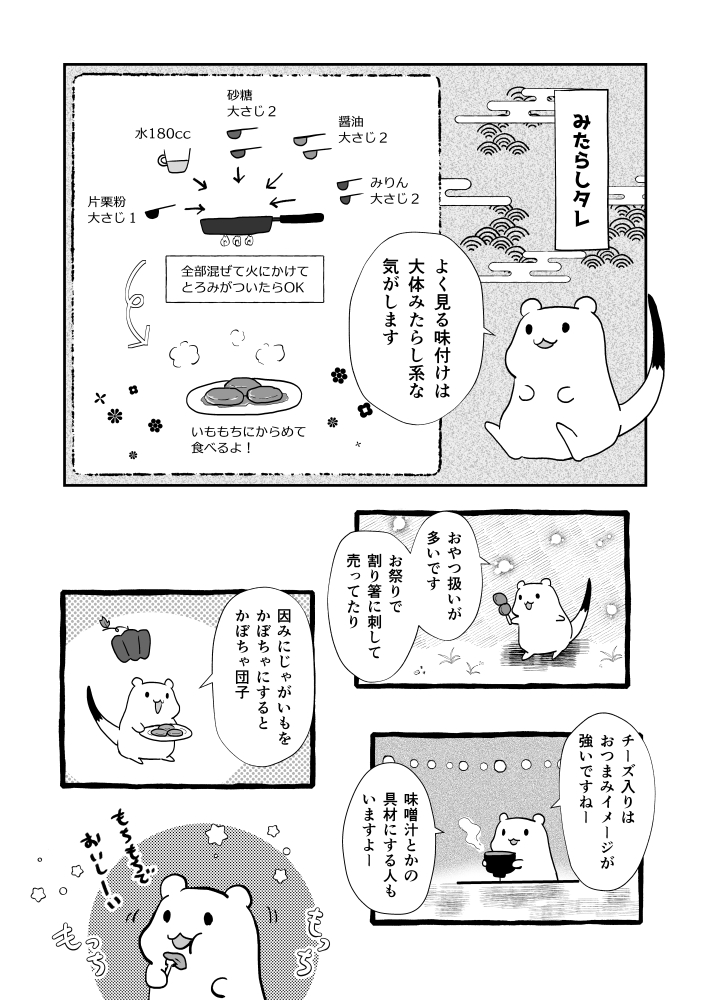 みたらしタレ
よく見る味付けは
大体みたらし系な
気がします
砂糖
大さじ２
醤油
大さじ２
水180cc
みりん
大さじ２
片栗粉
大さじ１
全部混ぜて火にかけて
とろみがついたらOK
いももちにからめて
食べるよ！
おやつ扱いが
多いです
お祭りで
割り箸に刺して
売ってたり
因みにじゃがいもを
かぼちゃにすると
かぼちゃ団子
チーズ入りは
おつまみイメージが
強いですねー
味噌汁とかの
具材にする人も
いますよー
もちもちで
おいしーい
もっち
もっち